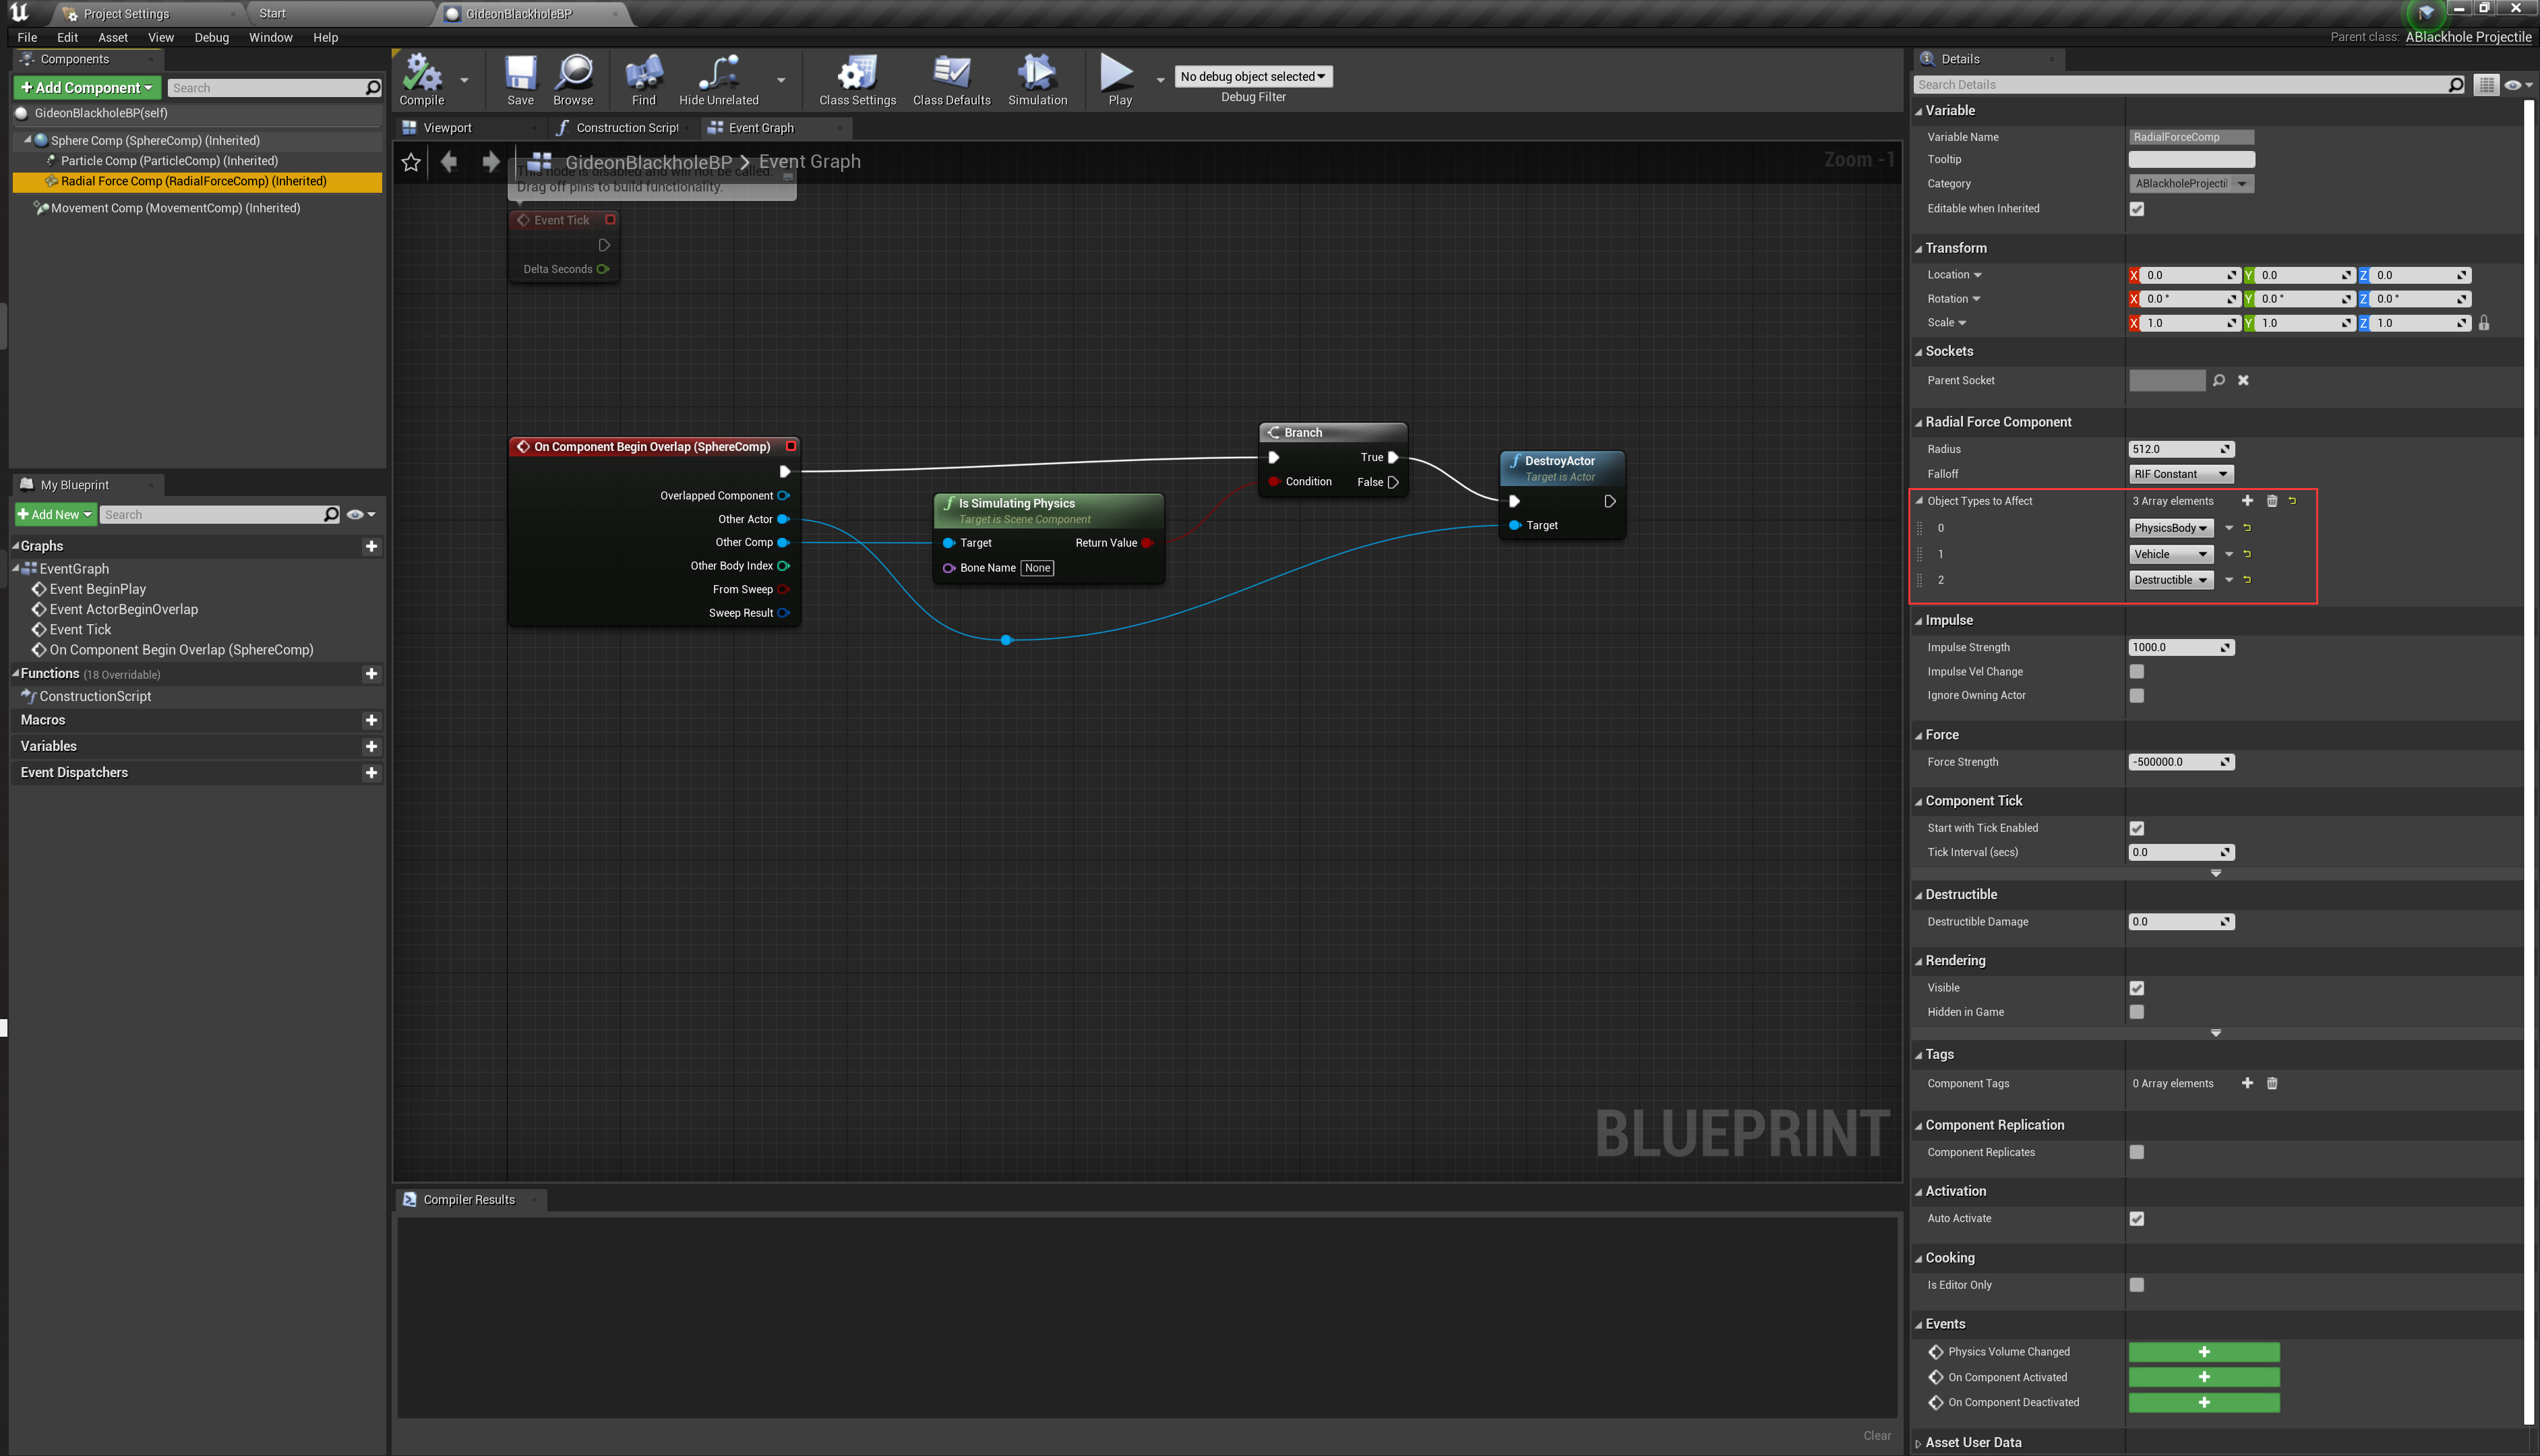 Project Settings
Start
GideonBlackholeBP
File Edit Asset View Debug Window Help
Parent class: ABlackhole Projectile
Components
+ Add Component
Search
GideonBlackholeBP(self)
Sphere Comp (SphereComp) (Inherited)
Particle Comp (ParticleComp) (Inherited)
Radial Force Comp (RadialForceComp) (Inherited)
Movement Comp (MovementComp) (Inherited)
My Blueprint
+ Add New
Search
Graphs
EventGraph
Event BeginPlay
Event ActorBeginOverlap
Event Tick
On Component Begin Overlap (SphereComp)
Functions (18 Overridable)
ConstructionScript
Macros
Variables
Event Dispatchers
Compile
Save
Browse
Find
Hide Unrelated
Class Settings
Class Defaults
Simulation
Play
No debug object selected
Debug Filter
Viewport
Construction Script
Event Graph
GideonBlackholeBP > Event Graph
Zoom -1
This node is disabled and will not be called.
Drag off pins to build functionality.
Event Tick
Delta Seconds
On Component Begin Overlap (SphereComp)
Overlapped Component
Other Actor
Other Comp
Other Body Index
From Sweep
Sweep Result
Is Simulating Physics
Target is Scene Component
Target
Return Value
Bone Name None
Branch
True
Condition
False
DestroyActor
Target is Actor
Target
BLUEPRINT
Compiler Results
Clear
Details
Search Details
Variable
Variable Name RadialForceComp
Tooltip
Category ABlackholeProjectil
Editable when Inherited
Transform
Location X 0.0 Y 0.0 Z 0.0
Rotation X 0.0 ° Y 0.0 ° Z 0.0 °
Scale X 1.0 Y 1.0 Z 1.0
Sockets
Parent Socket
Radial Force Component
Radius 512.0
Falloff RIF Constant
Object Types to Affect 3 Array elements
0 PhysicsBody
1 Vehicle
2 Destructible
Impulse
Impulse Strength 1000.0
Impulse Vel Change
Ignore Owning Actor
Force
Force Strength -500000.0
Component Tick
Start with Tick Enabled
Tick Interval (secs) 0.0
Destructible
Destructible Damage 0.0
Rendering
Visible
Hidden in Game
Tags
Component Tags 0 Array elements
Component Replication
Component Replicates
Activation
Auto Activate
Cooking
Is Editor Only
Events
Physics Volume Changed
On Component Activated
On Component Deactivated
Asset User Data